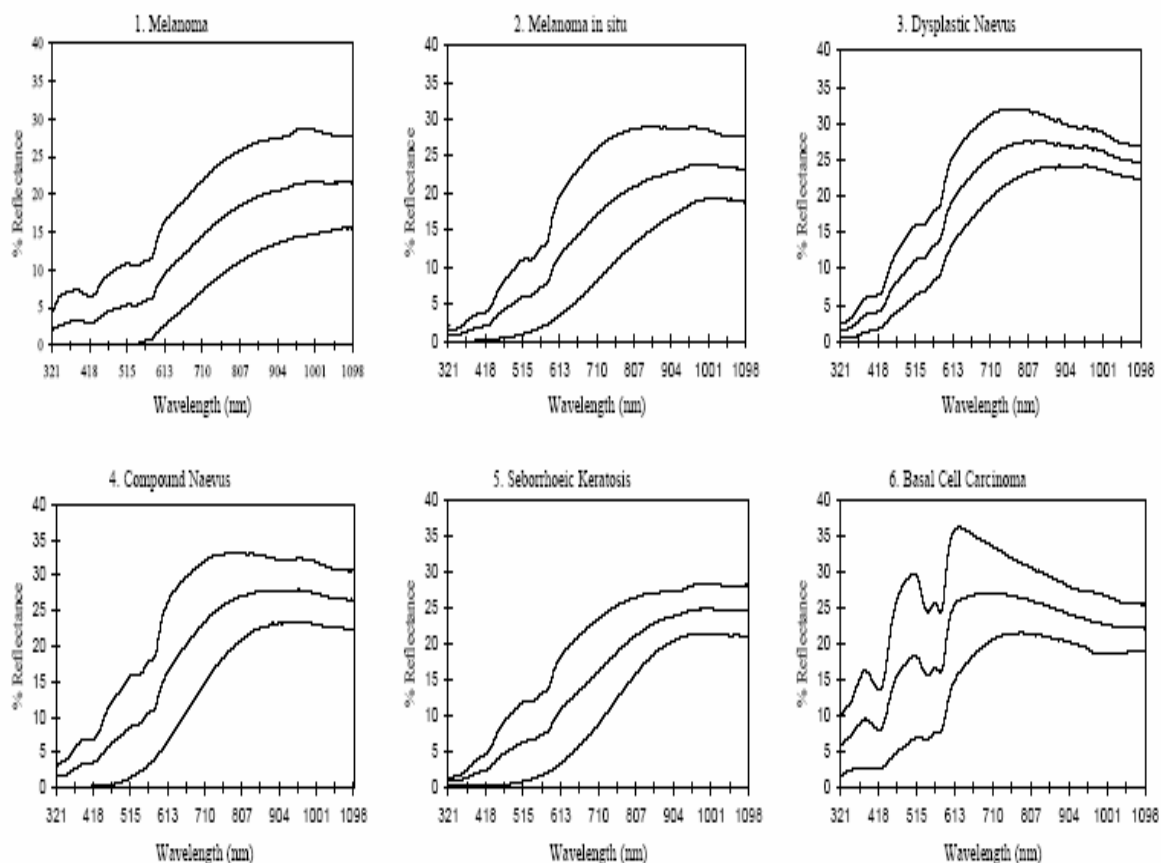 1. Melanoma
40
35
30
25
20
15
10
5
0
% Reflectance
321 418 515 613 710 807 904 1001 1098
Wavelength (nm)
2. Melanoma in situ
40
35
30
25
20
15
10
5
0
% Reflectance
321 418 515 613 710 807 904 1001 1098
Wavelength (nm)
3. Dysplastic Naevus
40
35
30
25
20
15
10
5
0
% Reflectance
321 418 515 613 710 807 904 1001 1098
Wavelength (nm)
4. Compound Naevus
40
35
30
25
20
15
10
5
0
% Reflectance
321 418 515 613 710 807 904 1001 1098
Wavelength (nm)
5. Seborrhoeic Keratosis
40
35
30
25
20
15
10
5
0
% Reflectance
321 418 515 613 710 807 904 1001 1098
Wavelength (nm)
6. Basal Cell Carcinoma
40
35
30
25
20
15
10
5
0
% Reflectance
321 418 515 613 710 807 904 1001 1098
Wavelength (nm)